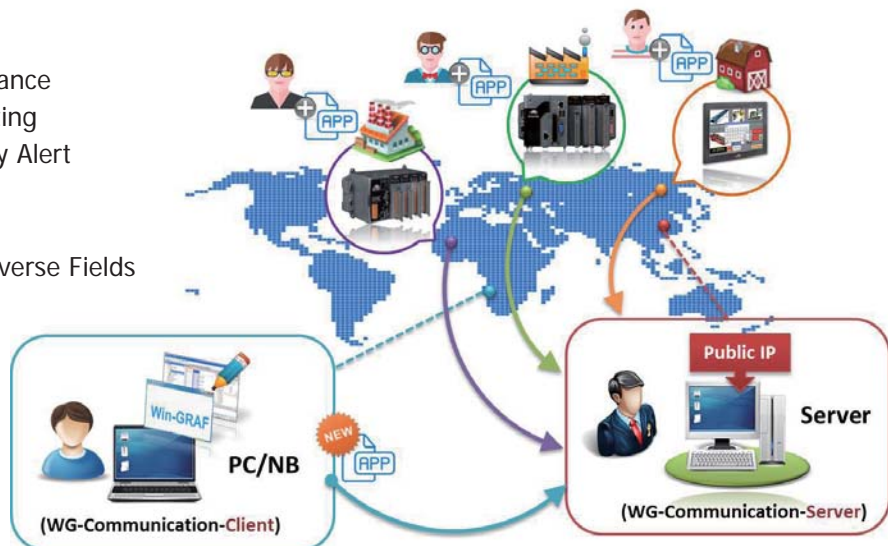 ance
ing
y Alert
verse Fields
APP
APP
APP
Win-GRAF
PC/NB
NEW
APP
(WG-Communication-Client)
Public IP
Server
(WG-Communication-Server)